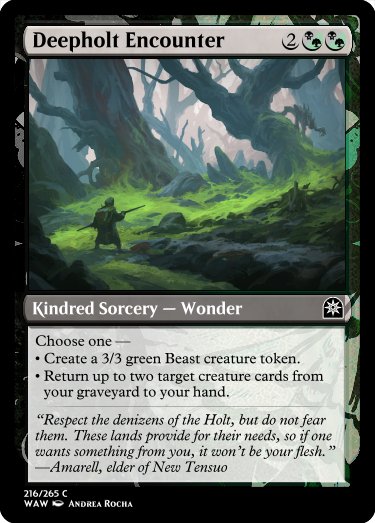 Deepholt Encounter 2
Kindred Sorcery — Wonder
Choose one —
• Create a 3/3 green Beast creature token.
• Return up to two target creature cards from
your graveyard to your hand.
“Respect the denizens of the Holt, but do not fear
them. These lands provide for their needs, so if one
wants something from you, it won’t be your flesh.”
—Amarell, elder of New Tensuo
216/265 C
WAW Andrea Rocha